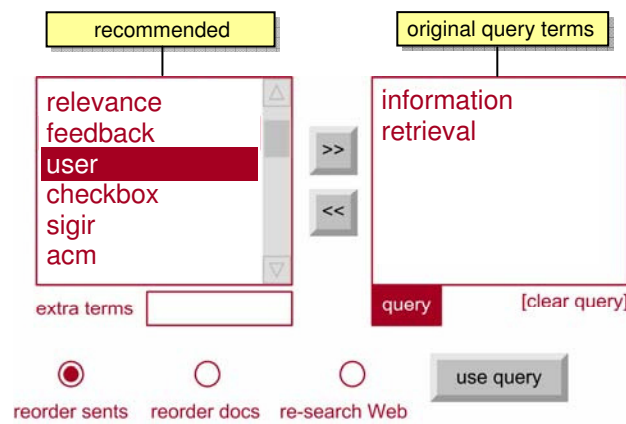 recommended
original query terms
relevance
feedback
user
checkbox
sigir
acm
>>
<<
information
retrieval
extra terms
query
[clear query]
reorder sents
reorder docs
re-search Web
use query